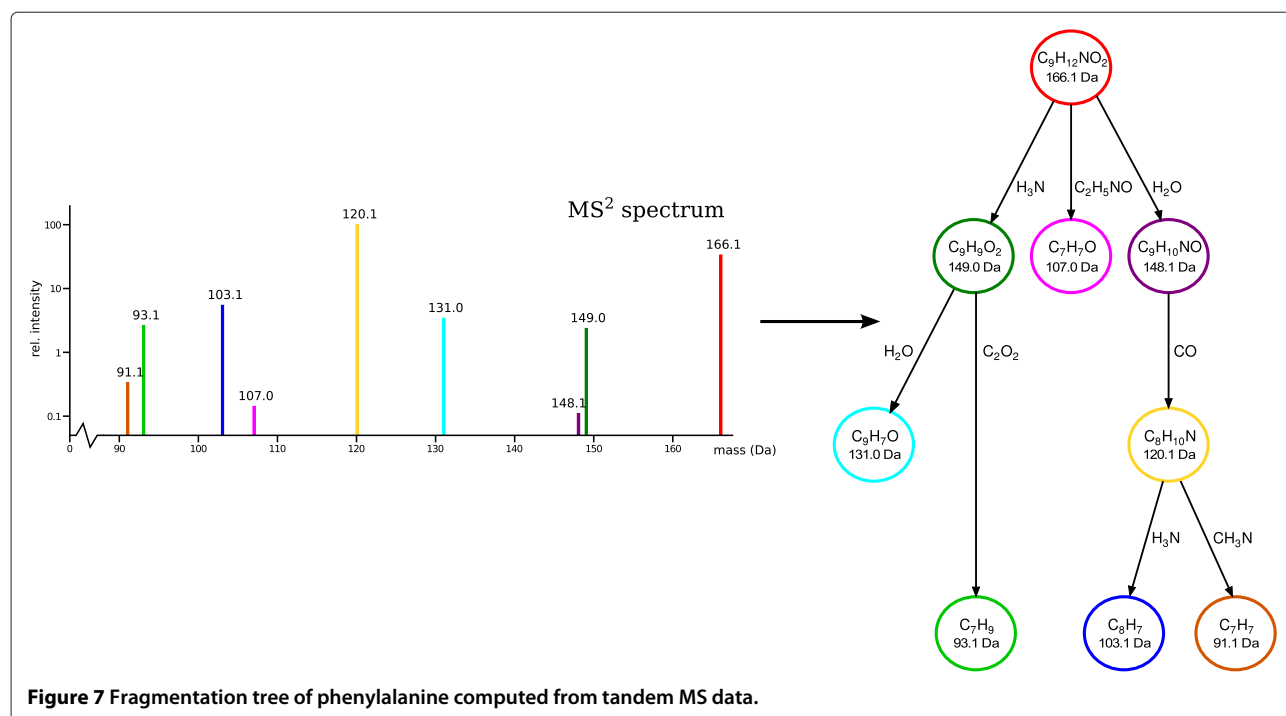 MS² spectrum
rel. intensity
100
10
1
0.1
91.1
93.1
103.1
107.0
120.1
131.0
148.1
149.0
166.1
0
90
100
110
120
130
140
150
160
mass (Da)
C₉H₁₂NO₂
166.1 Da
H₃N
C₂H₅NO
H₂O
C₉H₉O₂
149.0 Da
C₇H₇O
107.0 Da
C₉H₁₀NO
148.1 Da
H₂O
C₂O₂
CO
C₉H₇O
131.0 Da
C₈H₁₀N
120.1 Da
H₃N
CH₃N
C₇H₉
93.1 Da
C₈H₇
103.1 Da
C₇H₇
91.1 Da
Figure 7 Fragmentation tree of phenylalanine computed from tandem MS data.